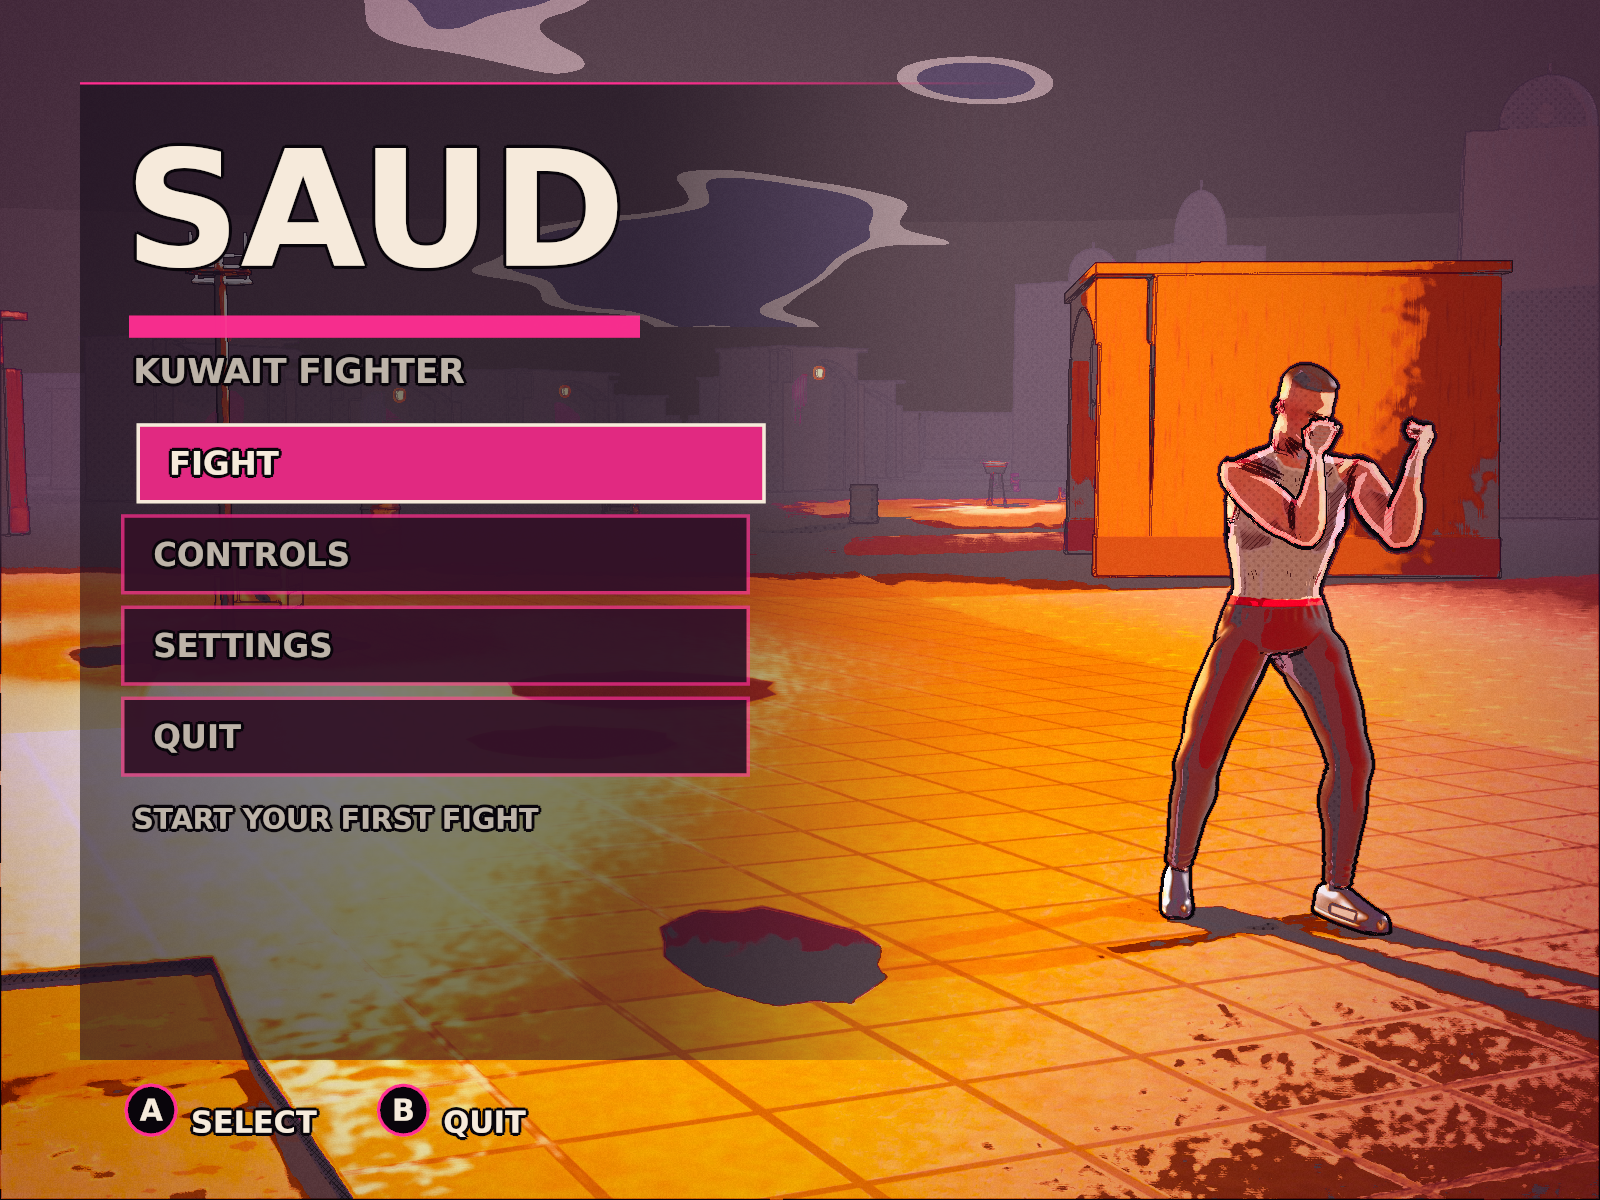 SAUD
KUWAIT FIGHTER
FIGHT
CONTROLS
SETTINGS
QUIT
START YOUR FIRST FIGHT
A SELECT B QUIT